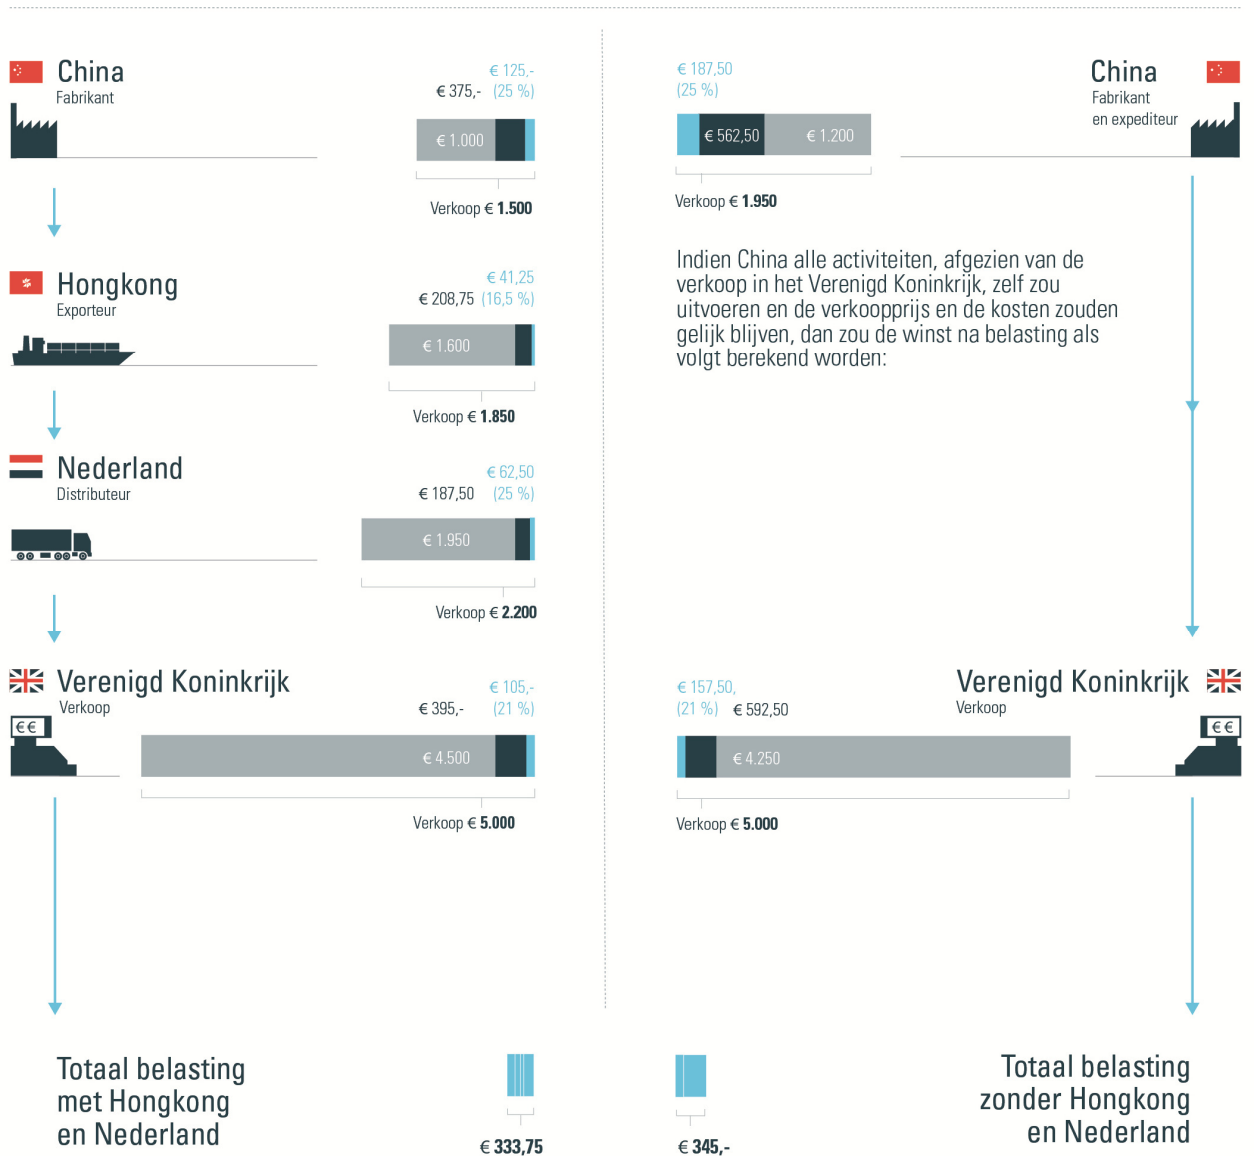 China
Fabrikant
€ 125,-
€ 375,- (25 %)
€ 1.000
Verkoop € 1.500
Hongkong
Exporteur
€ 41,25
€ 208,75 (16,5 %)
€ 1.600
Verkoop € 1.850
Nederland
Distributeur
€ 62,50
€ 187,50 (25 %)
€ 1.950
Verkoop € 2.200
Verenigd Koninkrijk
Verkoop
€ €
€ 105,-
€ 395,- (21 %)
€ 4.500
Verkoop € 5.000
Totaal belasting
met Hongkong
en Nederland
€ 333,75
China
Fabrikant
en expediteur
€ 187,50
(25 %)
€ 562,50 € 1.200
Verkoop € 1.950
Indien China alle activiteiten, afgezien van de
verkoop in het Verenigd Koninkrijk, zelf zou
uitvoeren en de verkoopprijs en de kosten zouden
gelijk blijven, dan zou de winst na belasting als
volgt berekend worden:
Verenigd Koninkrijk
Verkoop
€ €
€ 157,50,
(21 %) € 592,50
€ 4.250
Verkoop € 5.000
Totaal belasting
zonder Hongkong
en Nederland
€ 345,-